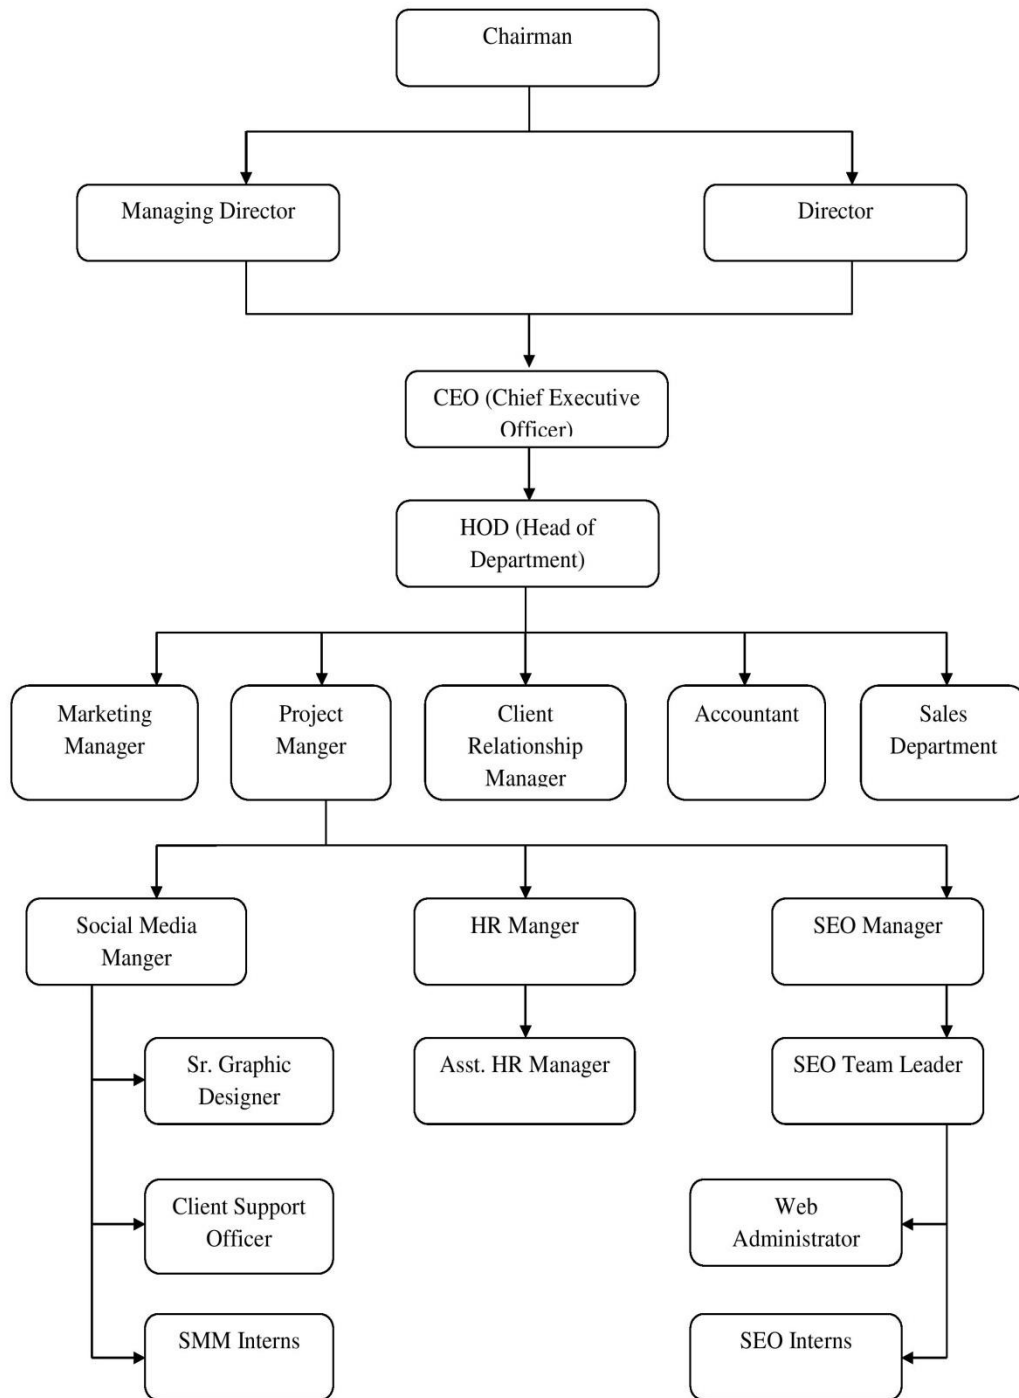 Chairman
Managing Director
Director
CEO (Chief Executive
Officer)
HOD (Head of
Department)
Marketing
Manager
Project
Manger
Client
Relationship
Manager
Accountant
Sales
Department
Social Media
Manger
HR Manger
SEO Manager
Sr. Graphic
Designer
Asst. HR Manager
SEO Team Leader
Client Support
Officer
Web
Administrator
SMM Interns
SEO Interns